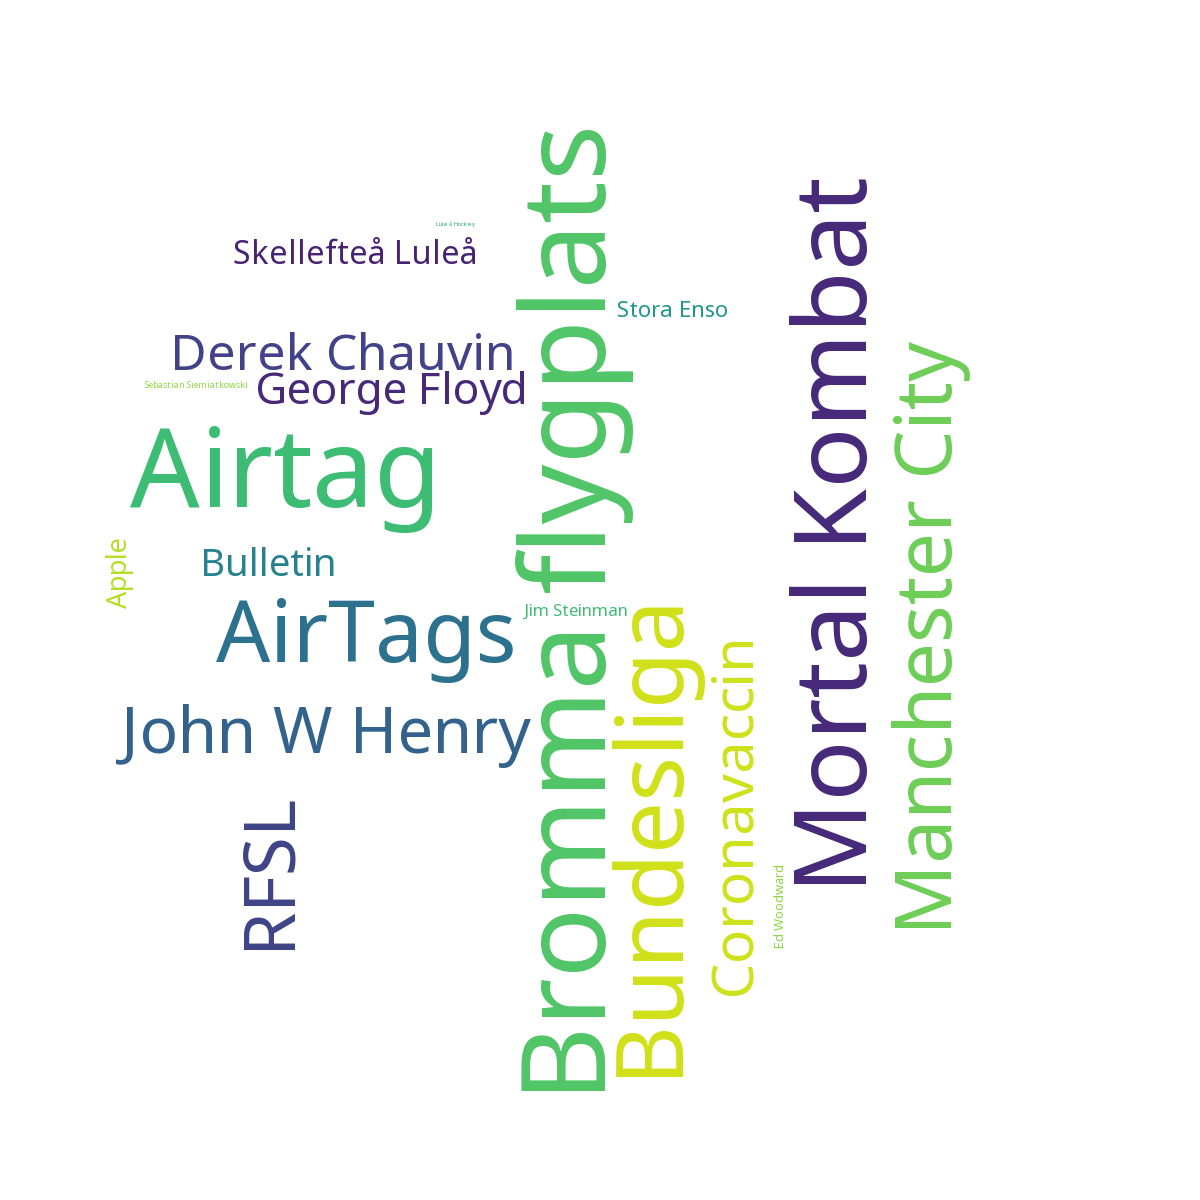 Luleå Hockey
Skellefteå Luleå
Stora Enso
Derek Chauvin
Sebastian Siemiatkowski
George Floyd
Airtag
Apple
Bulletin
AirTags
Jim Steinman
John W Henry
RFSL
Bromma flygplats
Bundesliga
Coronavaccin
Ed Woodward
Mortal Kombat
Manchester City